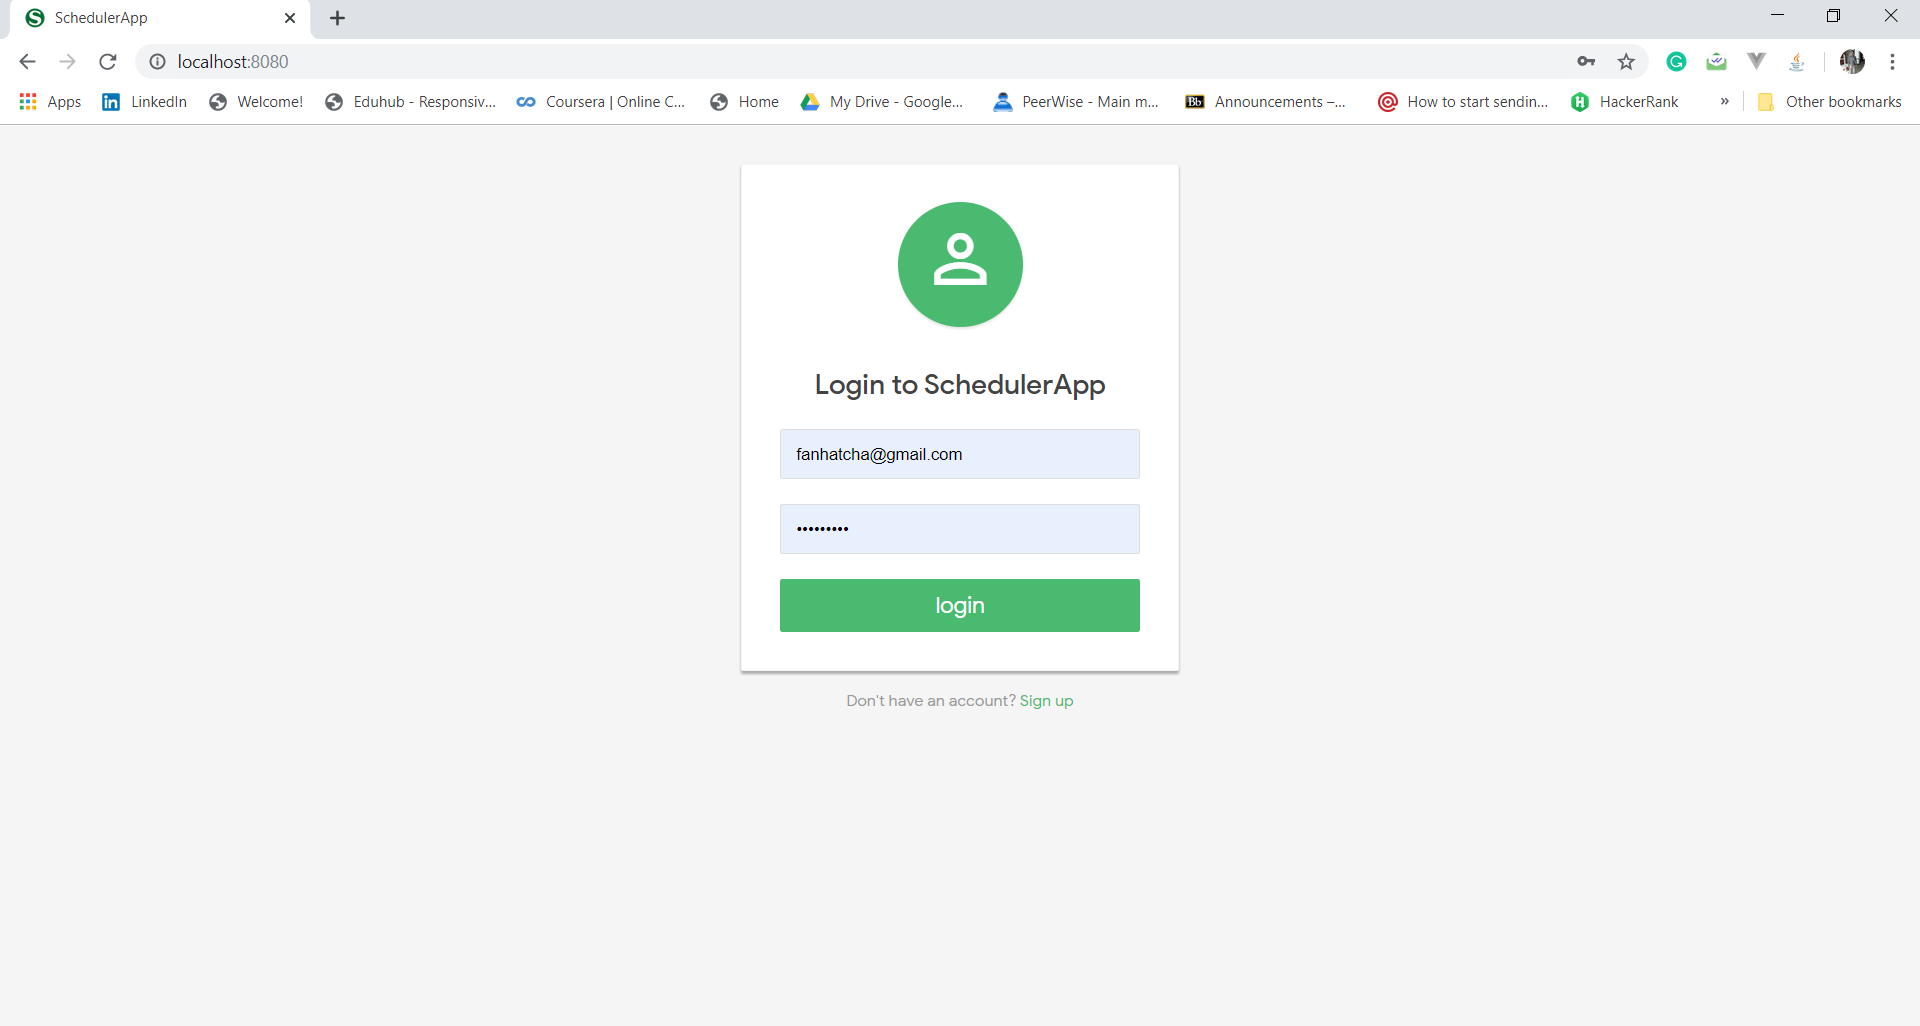 SchedulerApp
localhost:8080
Apps LinkedIn Welcome! Eduhub - Responsiv... Coursera | Online C... Home My Drive - Google... PeerWise - Main m... Bb Announcements –... How to start sendin... HackerRank » Other bookmarks
Login to SchedulerApp
fanhatcha@gmail.com
•••••••••
login
Don't have an account? Sign up